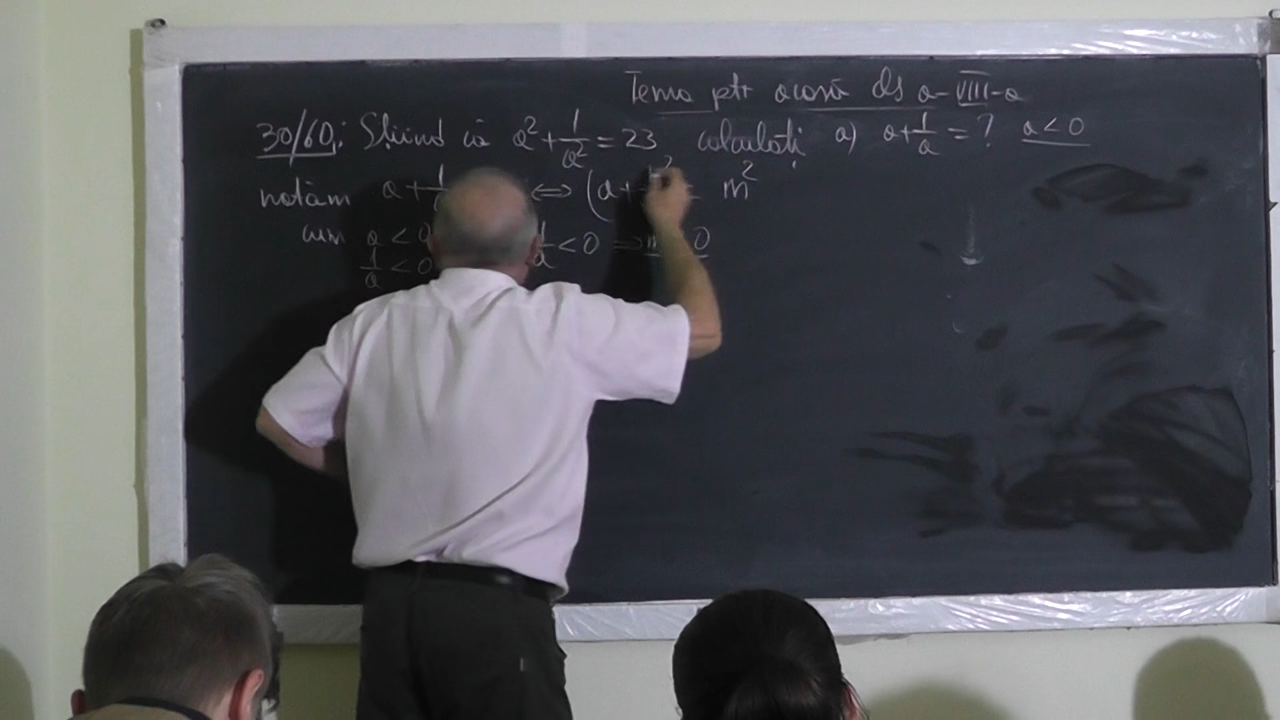 Tema ptr acasă ds a-VIII-a
30/60: Știind că a² + 1/a² = 23 calculați a) a + 1/a = ? a < 0
notăm a + ⇔ (a + = m²
cum a < 0
1/a < 0 1/a < 0 ⇒ m < 0